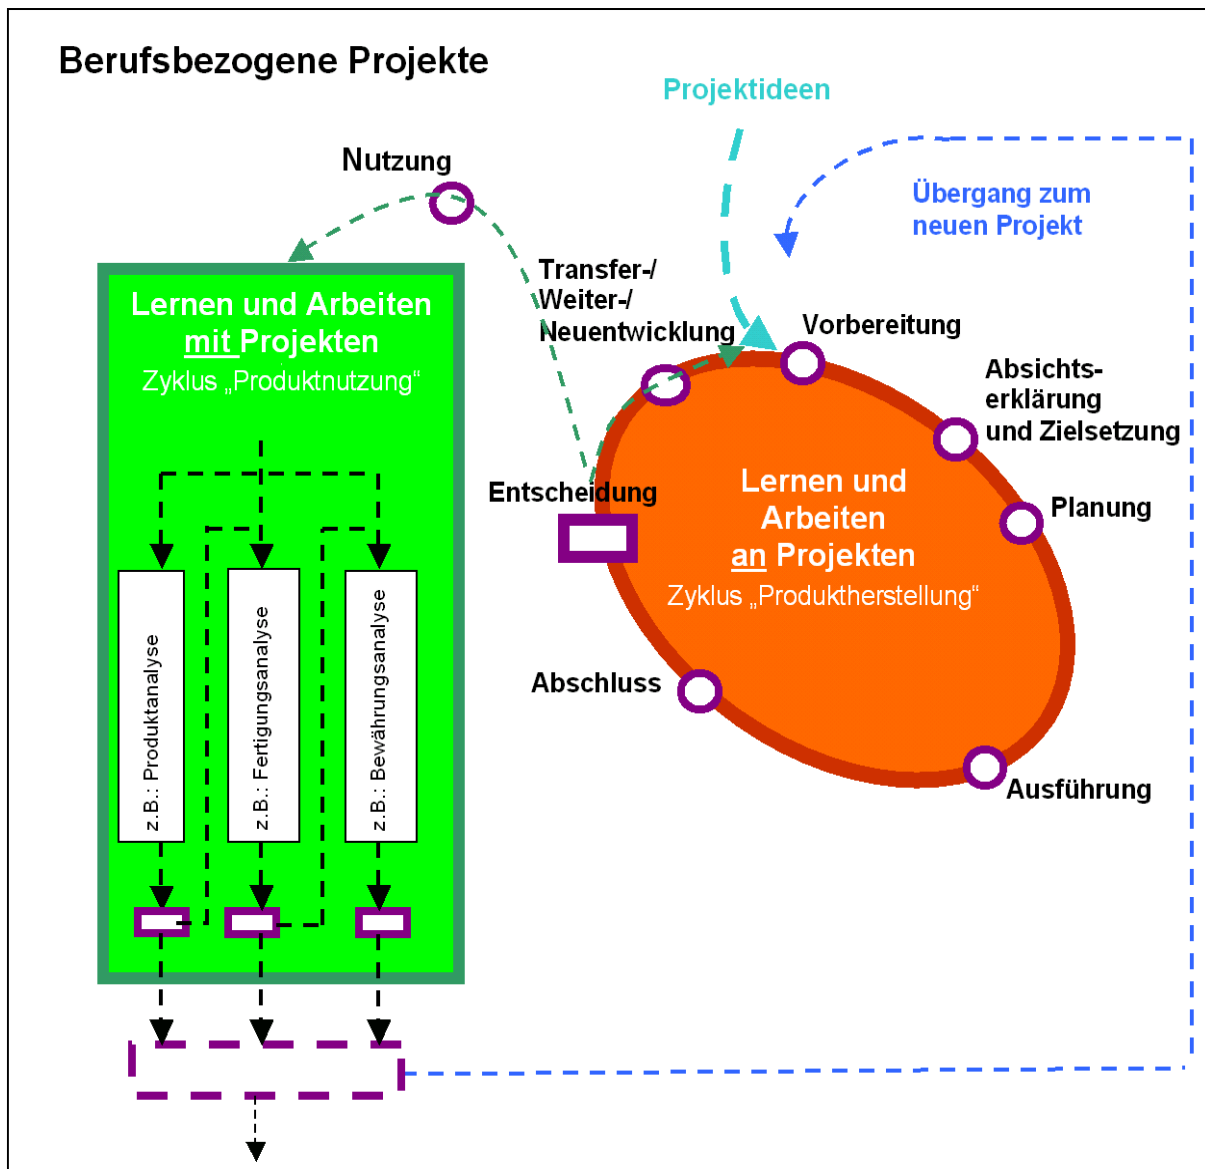 Berufsbezogene Projekte
Projektideen
Nutzung
Übergang zum
neuen Projekt
Transfer-/
Weiter-/
Neuentwicklung
Vorbereitung
Lernen und Arbeiten
mit Projekten
Zyklus „Produktnutzung“
Absichts-
erklärung
und Zielsetzung
Entscheidung
Lernen und
Arbeiten
an Projekten
Zyklus „Produktherstellung“
Planung
Abschluss
Ausführung
z.B.: Produktanalyse
z.B.: Fertigungsanalyse
z.B.: Bewährungsanalyse